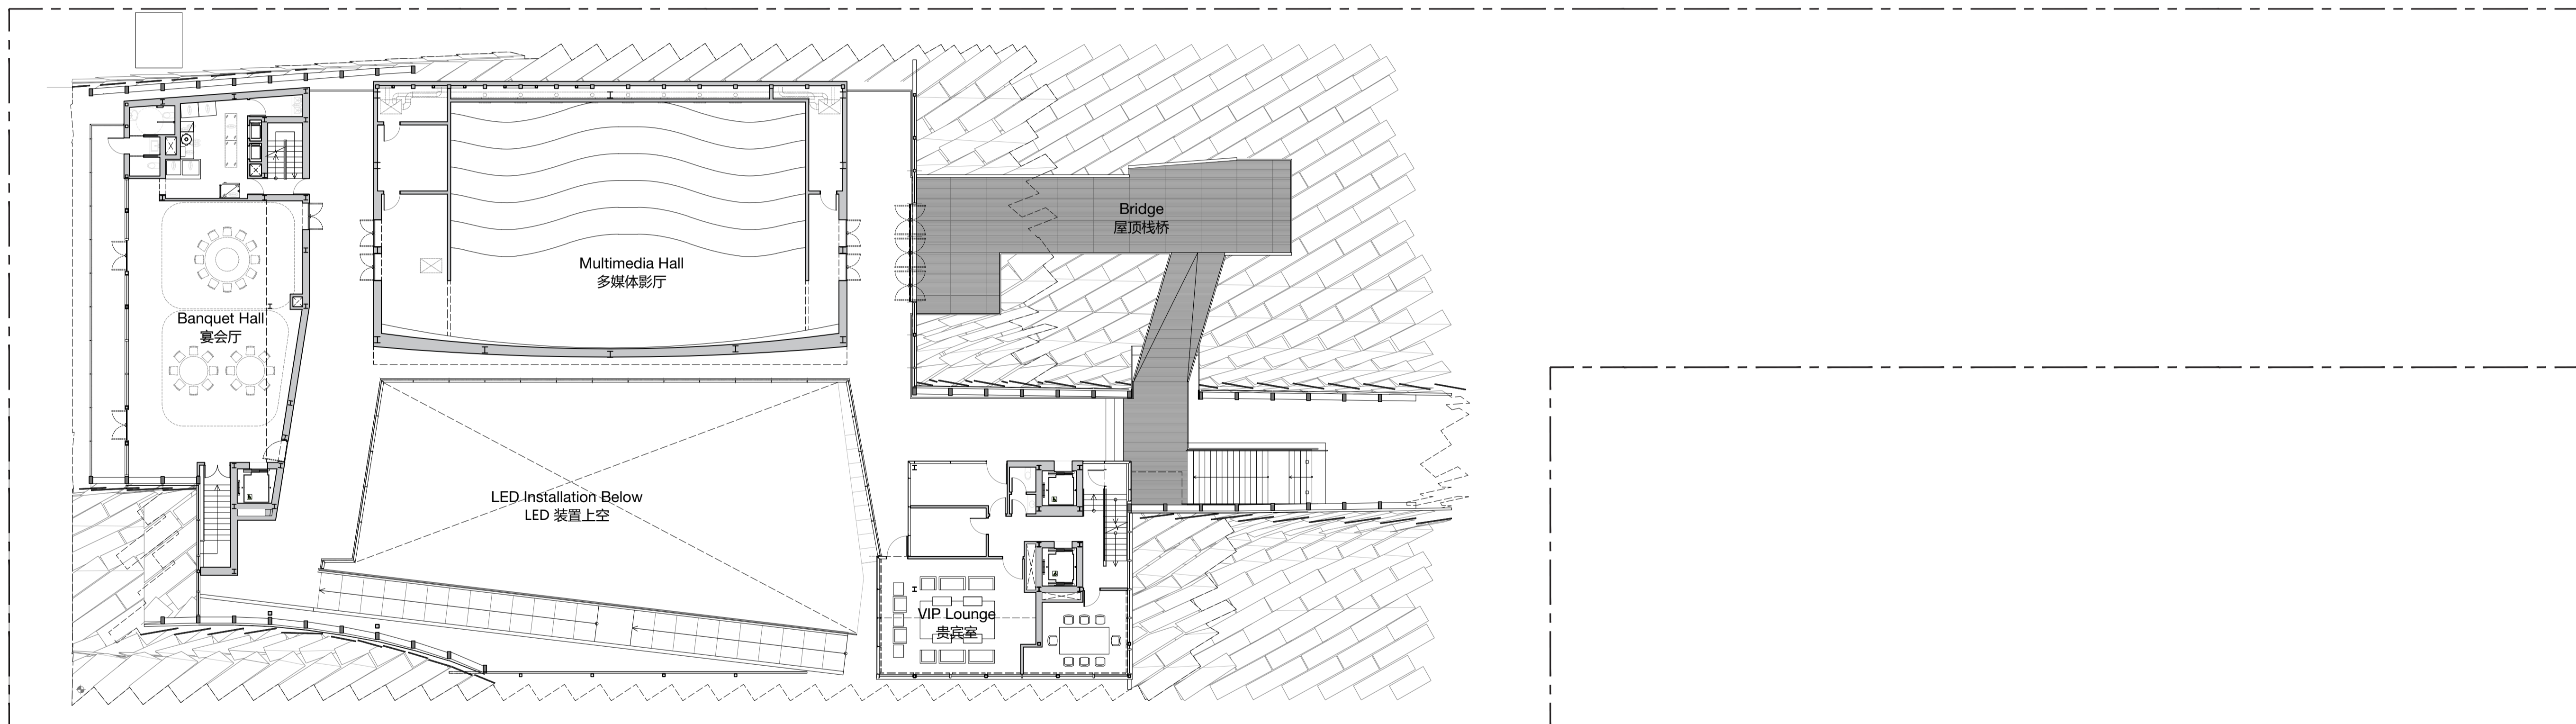 Bridge
屋顶栈桥
Multimedia Hall
多媒体影厅
Banquet Hall
宴会厅
LED Installation Below
LED 装置上空
VIP Lounge
贵宾室